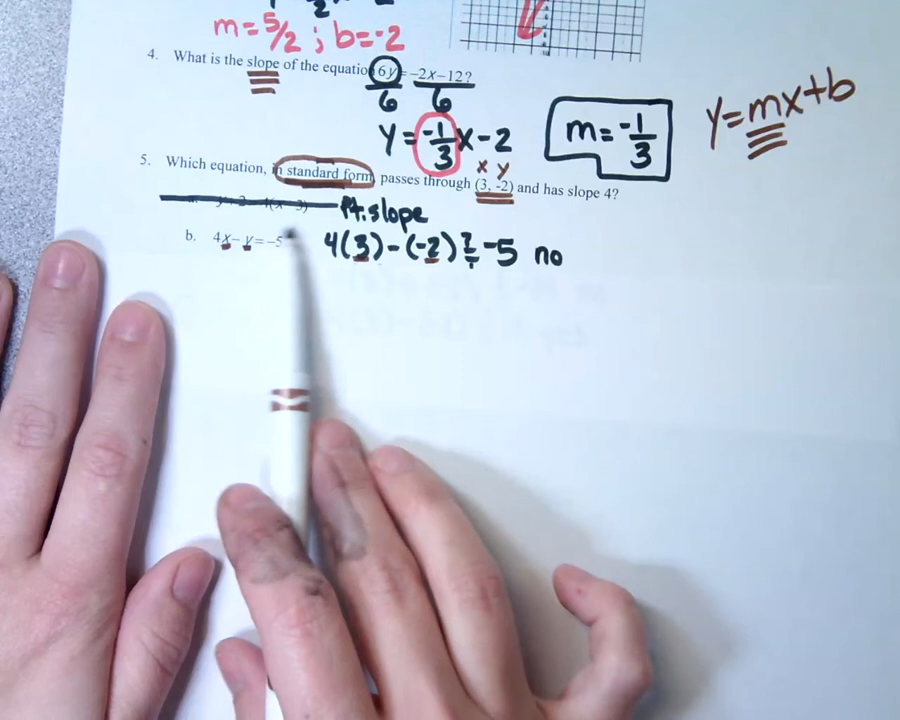 m = 5/2 ; b = -2
4. What is the slope of the equation 6y = -2x-12?
6 6
y = -1/3 x - 2
m = -1/3
y = mx + b
x y
5. Which equation, in standard form, passes through (3, -2) and has slope 4?
Pt. slope
b. 4x - y = -5
4(3) - (-2) ?= -5 no